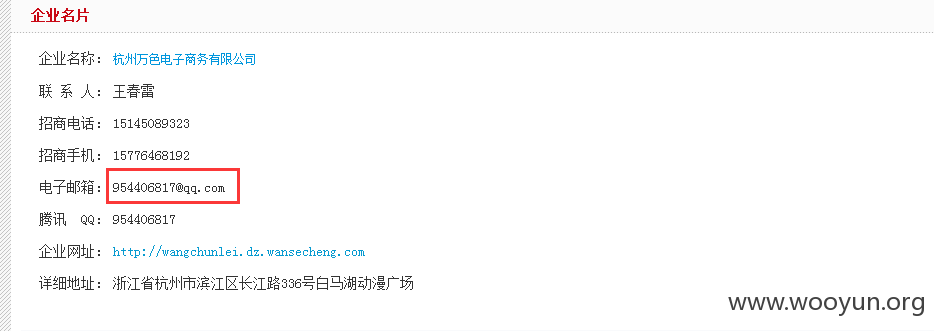 企业名片
企业名称： 杭州万色电子商务有限公司
联 系 人： 王春雷
招商电话： 15145089323
招商手机： 15776468192
电子邮箱： 954406817@qq.com
腾讯 QQ： 954406817
企业网址： http://wangchunlei.dz.wansecheng.com
详细地址： 浙江省杭州市滨江区长江路336号白马湖动漫广场
www.wooyun.org